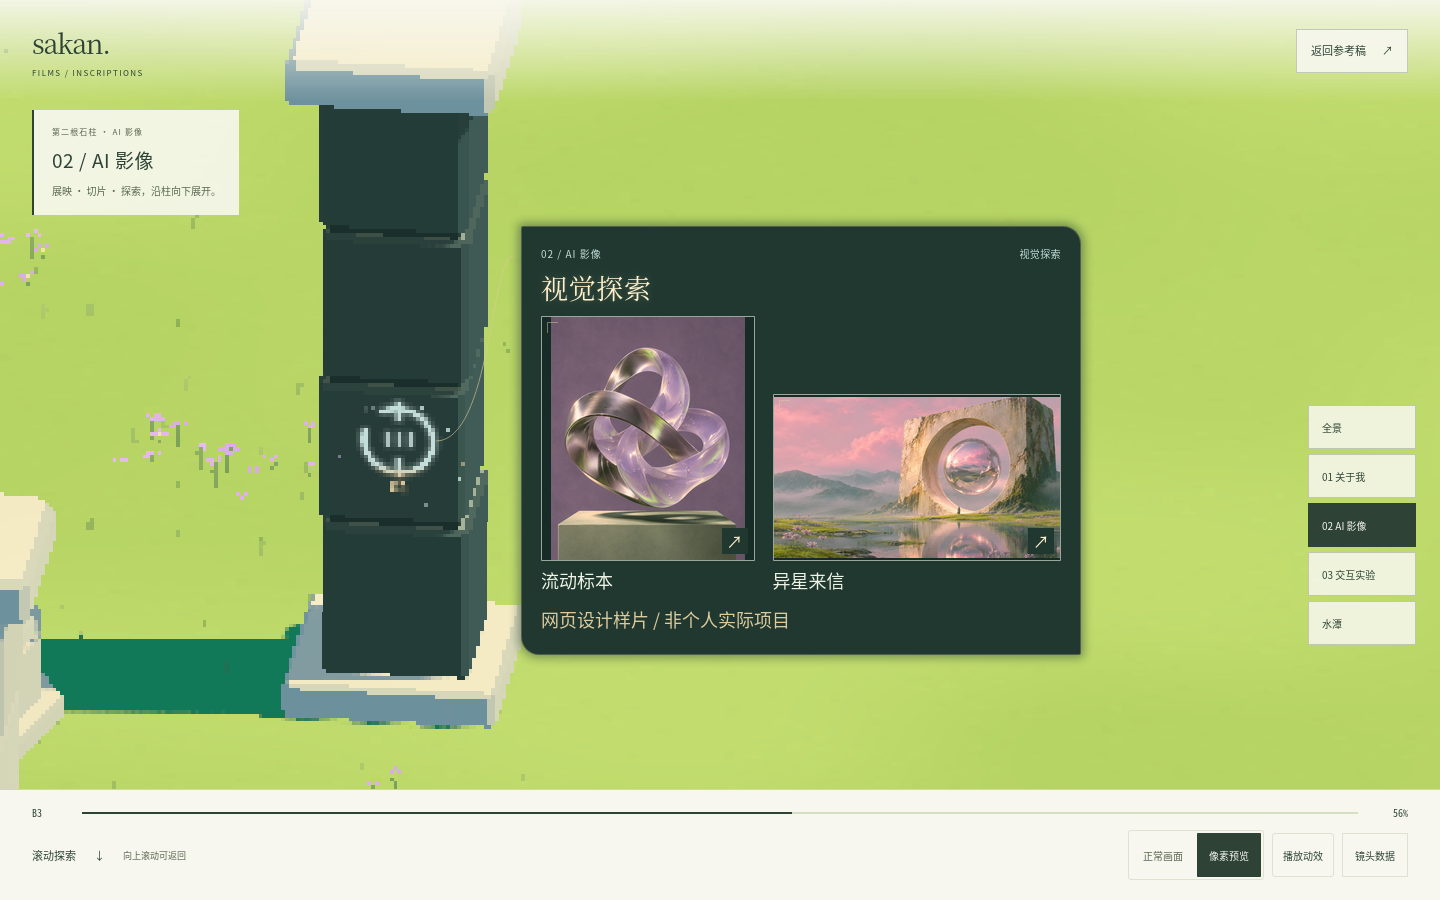 sakan.
FILMS / INSCRIPTIONS
返回参考稿 ↗
第二根石柱 · AI 影像
02 / AI 影像
展映 · 切片 · 探索，沿柱向下展开。
02 / AI 影像
视觉探索
视觉探索
流动标本
异星来信
网页设计样片 / 非个人实际项目
全景
01 关于我
02 AI 影像
03 交互实验
水潭
B3
56%
滚动探索 ↓ 向上滚动可返回
正常画面
像素预览
播放动效
镜头数据